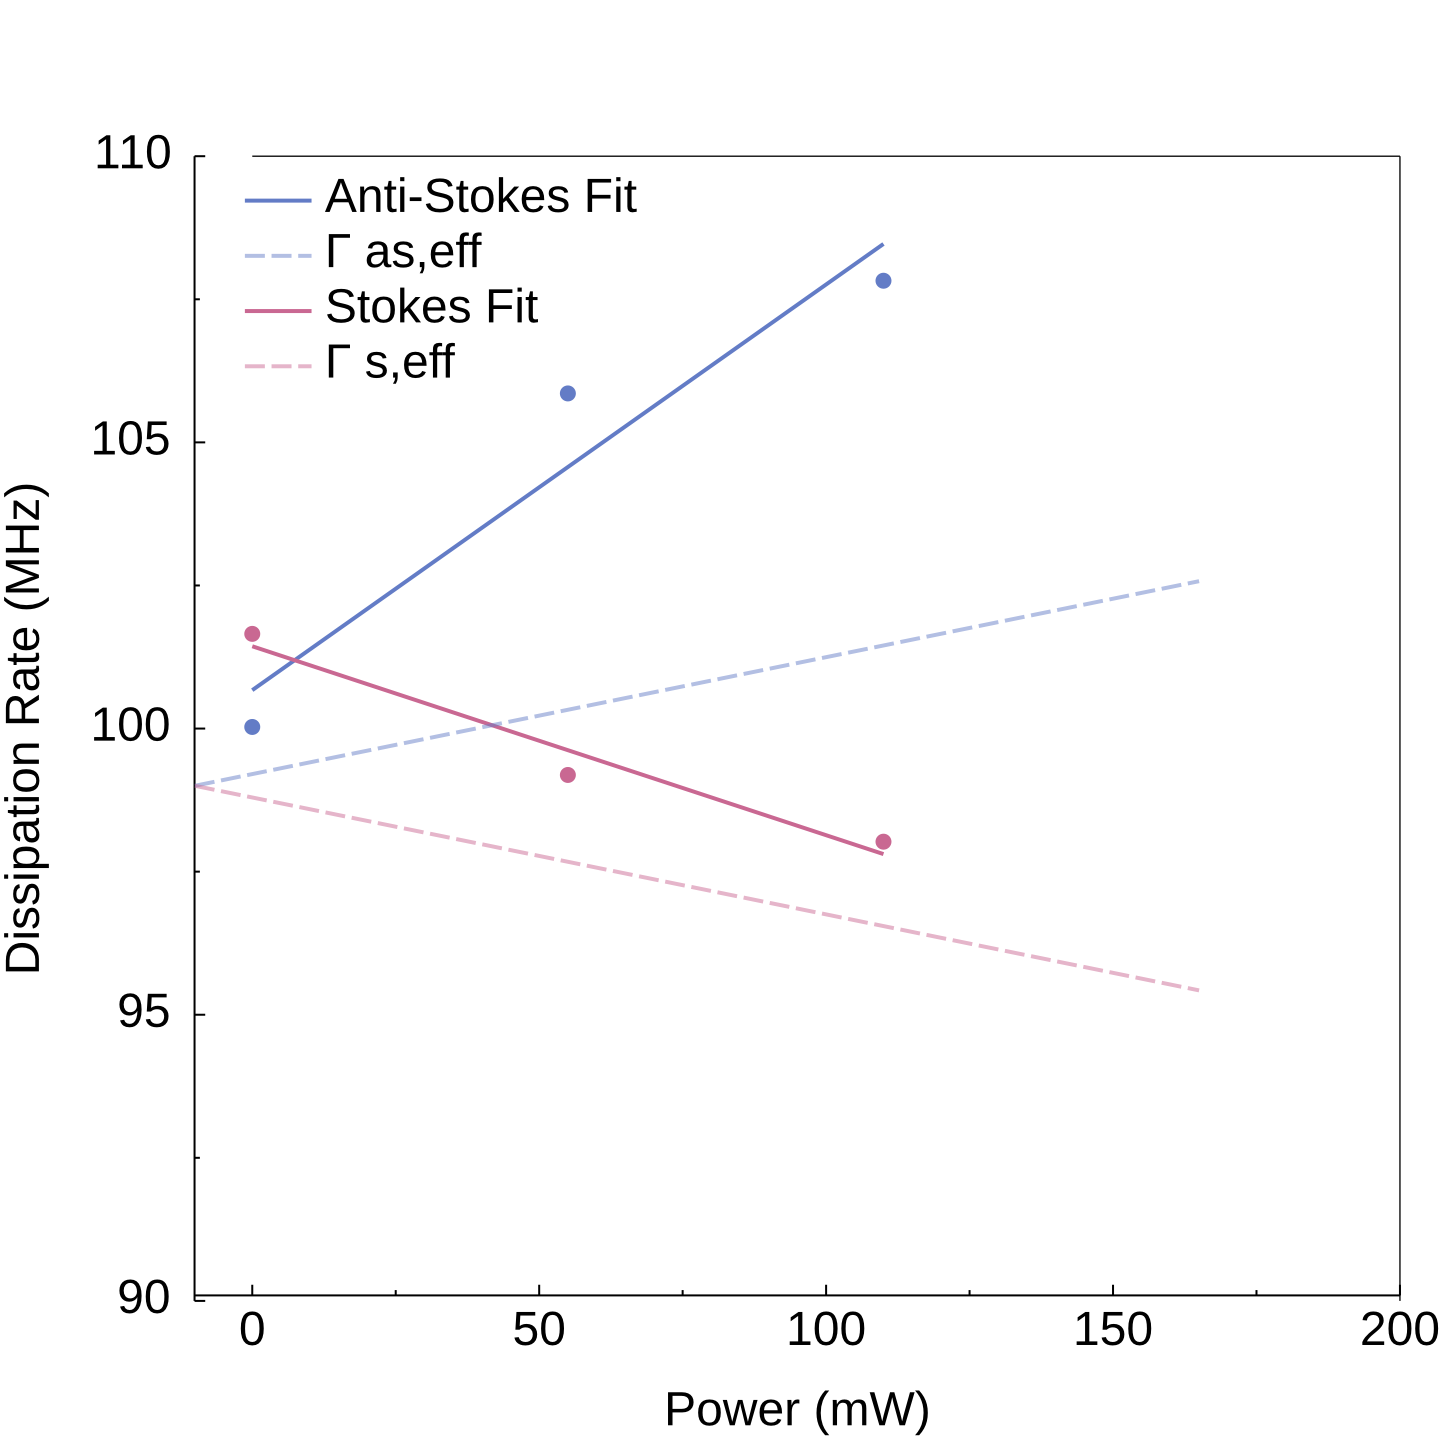 110
Anti-Stokes Fit
Γ as,eff
Stokes Fit
Γ s,eff
105
100
95
90
0 50 100 150 200
Dissipation Rate (MHz)
Power (mW)